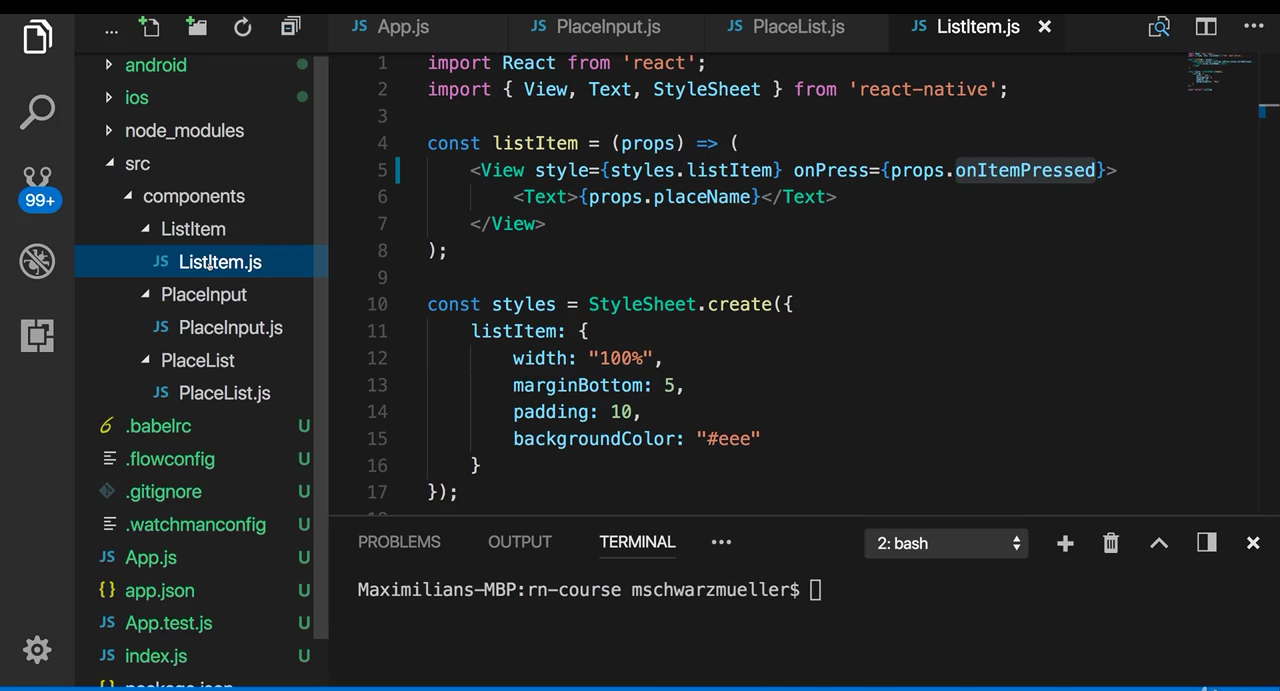 ...
JS App.js
JS PlaceInput.js
JS PlaceList.js
JS ListItem.js
...
99+
android
ios
node_modules
src
components
ListItem
JS ListItem.js
PlaceInput
JS PlaceInput.js
PlaceList
JS PlaceList.js
.babelrc U
.flowconfig U
.gitignore U
.watchmanconfig U
JS App.js U
{} app.json U
JS App.test.js U
JS index.js U
{} package.json
1 import React from 'react';
2 import { View, Text, StyleSheet } from 'react-native';
3
4 const listItem = (props) => (
5 <View style={styles.listItem} onPress={props.onItemPressed}>
6 <Text>{props.placeName}</Text>
7 </View>
8 );
9
10 const styles = StyleSheet.create({
11 listItem: {
12 width: "100%",
13 marginBottom: 5,
14 padding: 10,
15 backgroundColor: "#eee"
16 }
17 });
PROBLEMS OUTPUT TERMINAL ... 2: bash
Maximilians-MBP:rn-course mschwarzmueller$